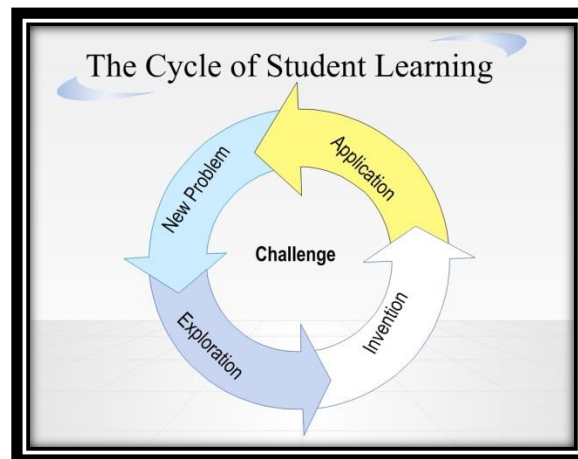 The Cycle of Student Learning
New Problem
Application
Challenge
Exploration
Invention